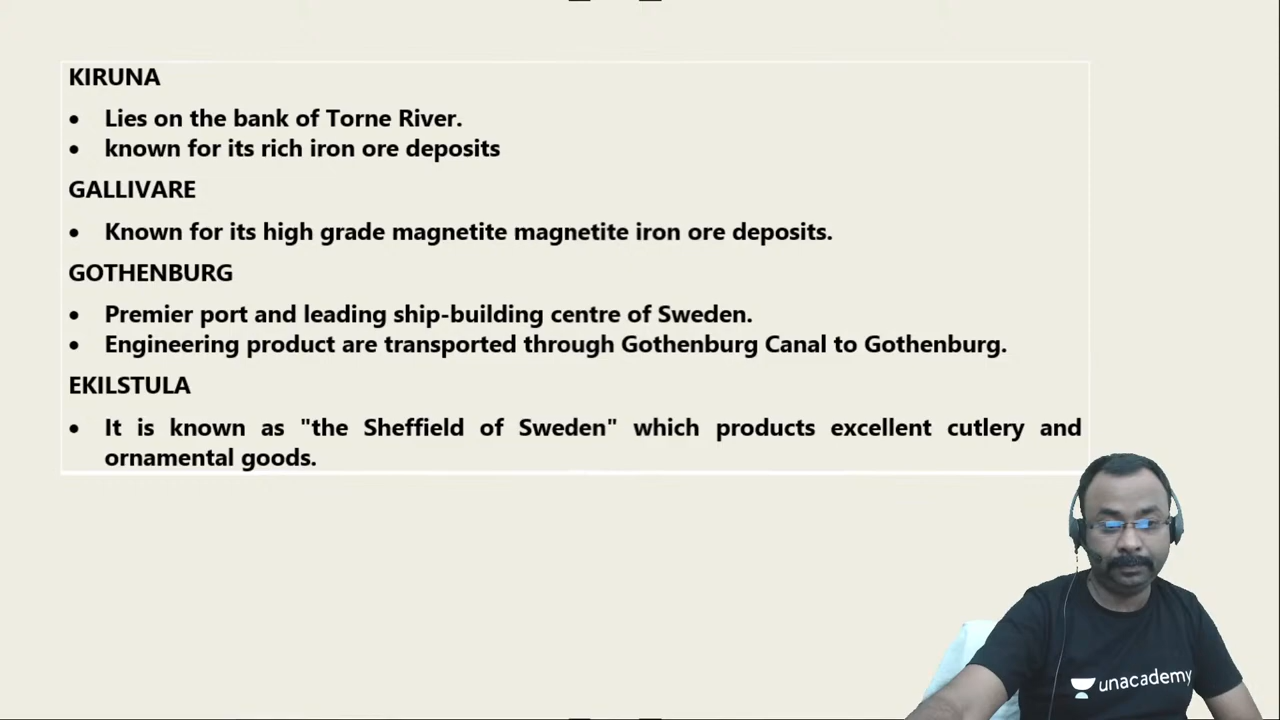 KIRUNA
• Lies on the bank of Torne River.
• known for its rich iron ore deposits
GALLIVARE
• Known for its high grade magnetite magnetite iron ore deposits.
GOTHENBURG
• Premier port and leading ship-building centre of Sweden.
• Engineering product are transported through Gothenburg Canal to Gothenburg.
EKILSTULA
• It is known as "the Sheffield of Sweden" which products excellent cutlery and
ornamental goods.
unacademy